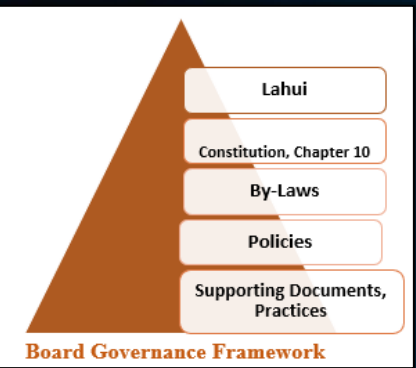 Lahui
Constitution, Chapter 10
By-Laws
Policies
Supporting Documents,
Practices
Board Governance Framework